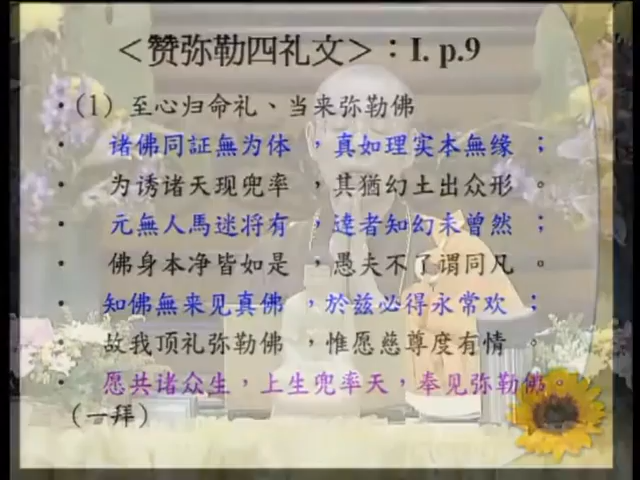 ＜赞弥勒四礼文＞：I. p.9
•(1) 至心归命礼、当来弥勒佛
• 诸佛同証無为体 ，真如理实本無缘 ；
• 为诱诸天现兜率 ，其猶幻士出众形 。
• 元無人馬迷将有 ，達者知幻未曾然 ；
• 佛身本净皆如是 ，愚夫不了谓同凡 。
• 知佛無来见真佛 ，於兹必得永常欢 ；
• 故我顶礼弥勒佛 ，惟愿慈尊度有情 。
• 愿共诸众生，上生兜率天，奉见弥勒佛。
（一拜）